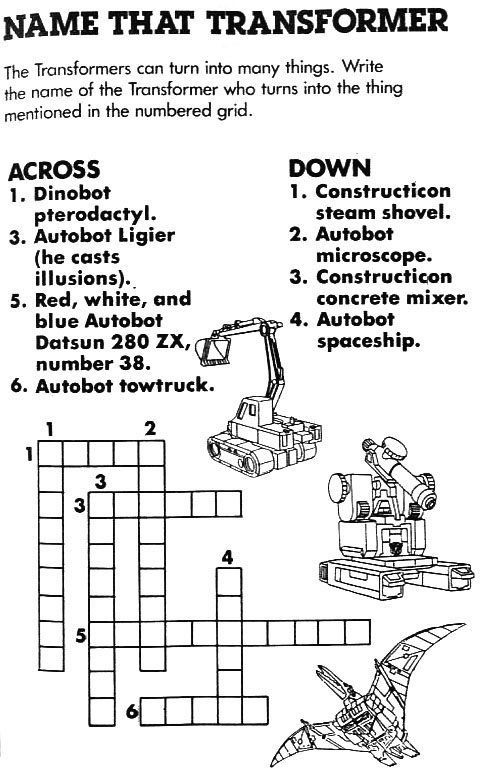 NAME THAT TRANSFORMER
The Transformers can turn into many things. Write
the name of the Transformer who turns into the thing
mentioned in the numbered grid.
ACROSS
1. Dinobot
pterodactyl.
3. Autobot Ligier
(he casts
illusions).
5. Red, white, and
blue Autobot
Datsun 280 ZX,
number 38.
6. Autobot towtruck.
DOWN
1. Constructicon
steam shovel.
2. Autobot
microscope.
3. Constructicon
concrete mixer.
4. Autobot
spaceship.
1 2
1
3
3
4
5
6